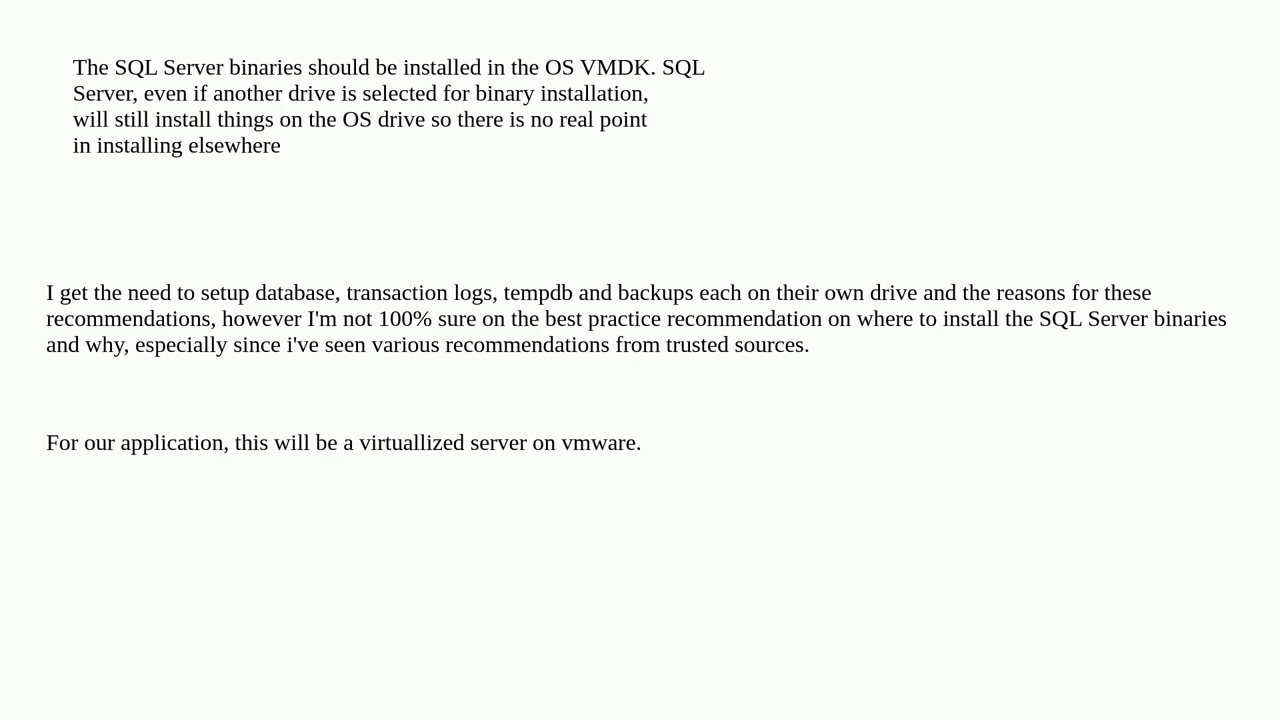 The SQL Server binaries should be installed in the OS VMDK. SQL
Server, even if another drive is selected for binary installation,
will still install things on the OS drive so there is no real point
in installing elsewhere
I get the need to setup database, transaction logs, tempdb and backups each on their own drive and the reasons for these
recommendations, however I'm not 100% sure on the best practice recommendation on where to install the SQL Server binaries
and why, especially since i've seen various recommendations from trusted sources.
For our application, this will be a virtuallized server on vmware.